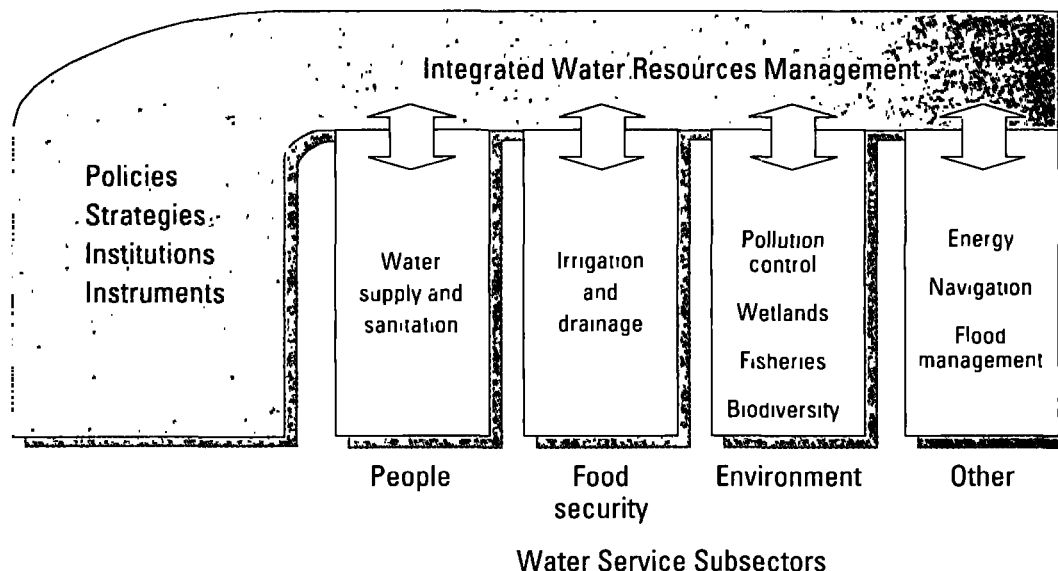 Integrated Water Resources Management
Policies
Strategies
Institutions
Instruments
Water
supply and
sanitation
Irrigation
and
drainage
Pollution
control
Wetlands
Fisheries
Biodiversity
Energy
Navigation
Flood
management
People
Food
security
Environment
Other
Water Service Subsectors